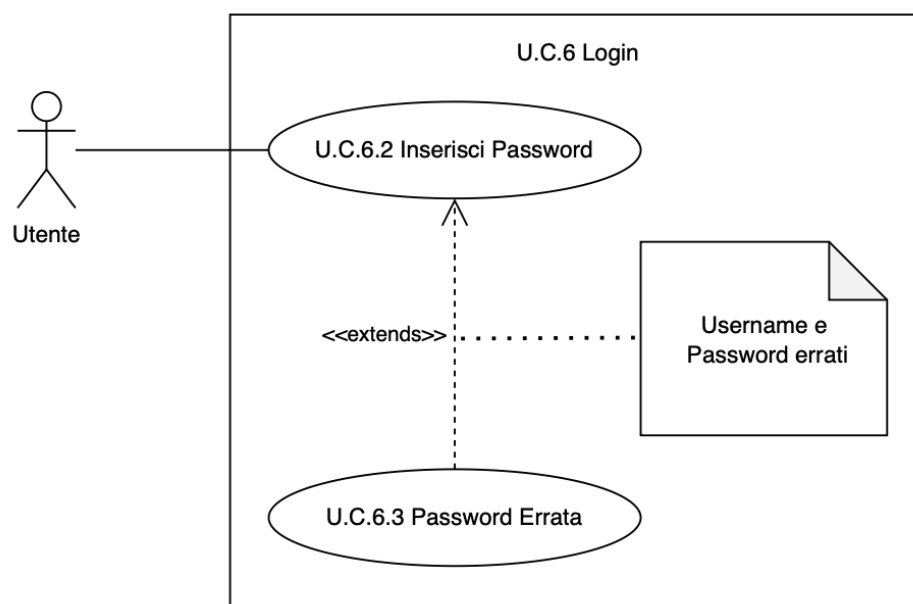 U.C.6 Login
U.C.6.2 Inserisci Password
Utente
<<extends>>
Username e
Password errati
U.C.6.3 Password Errata